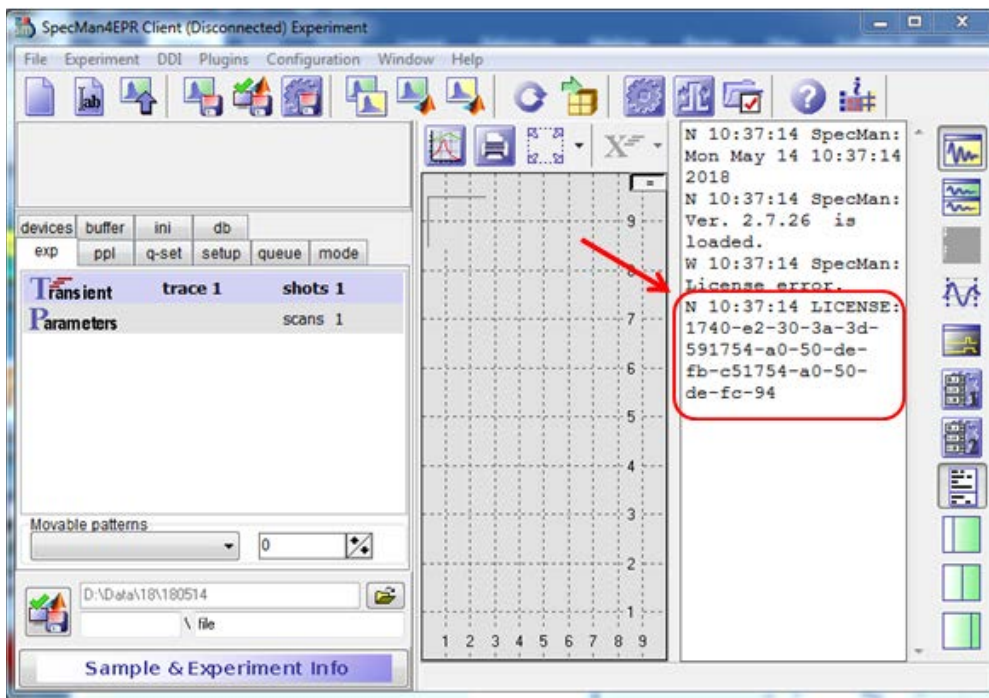 SpecMan4EPR Client (Disconnected) Experiment
File Experiment DDI Plugins Configuration Window Help
devices buffer ini db
exp ppl q-set setup queue mode
Transient trace 1 shots 1
Parameters scans 1
Movable patterns
0
D:\Data\18\180514
\ file
Sample & Experiment Info
9
8
7
6
5
4
3
2
1
1 2 3 4 5 6 7 8 9
N 10:37:14 SpecMan:
Mon May 14 10:37:14
2018
N 10:37:14 SpecMan:
Ver. 2.7.26 is
loaded.
W 10:37:14 SpecMan:
License error.
N 10:37:14 LICENSE:
1740-e2-30-3a-3d-
591754-a0-50-de-
fb-c51754-a0-50-
de-fc-94